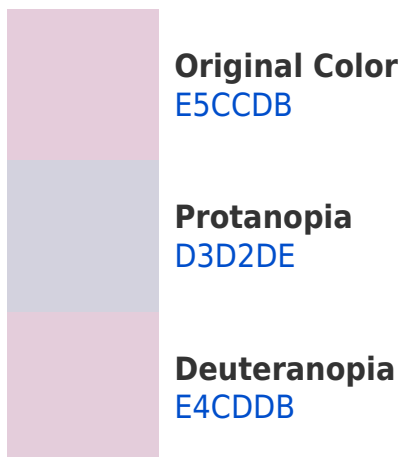 Original Color
E5CCDB
Protanopia
D3D2DE
Deuteranopia
E4CDDB